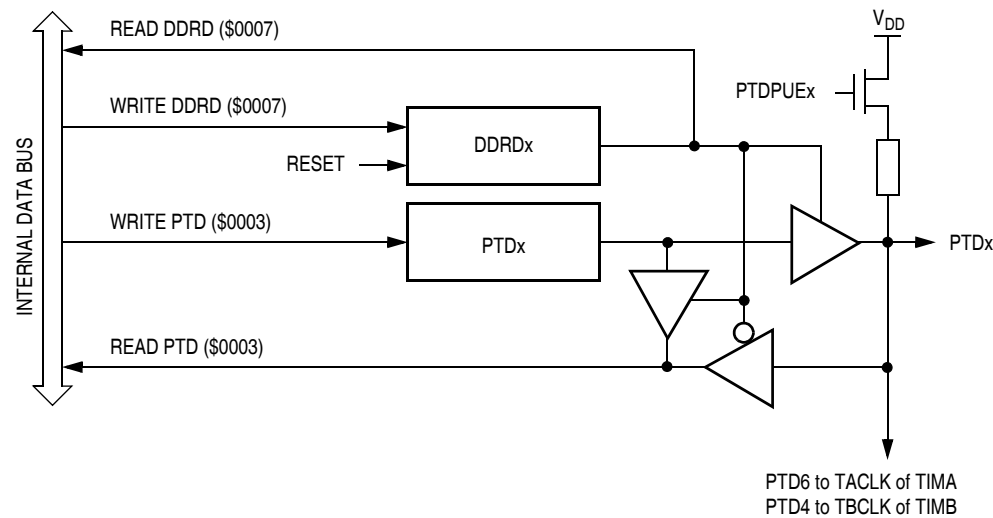 READ DDRD ($0007)
V_DD
PTDPUEx
WRITE DDRD ($0007)
DDRDx
RESET
INTERNAL DATA BUS
WRITE PTD ($0003)
PTDx
PTDx
READ PTD ($0003)
PTD6 to TACLK of TIMA
PTD4 to TBCLK of TIMB